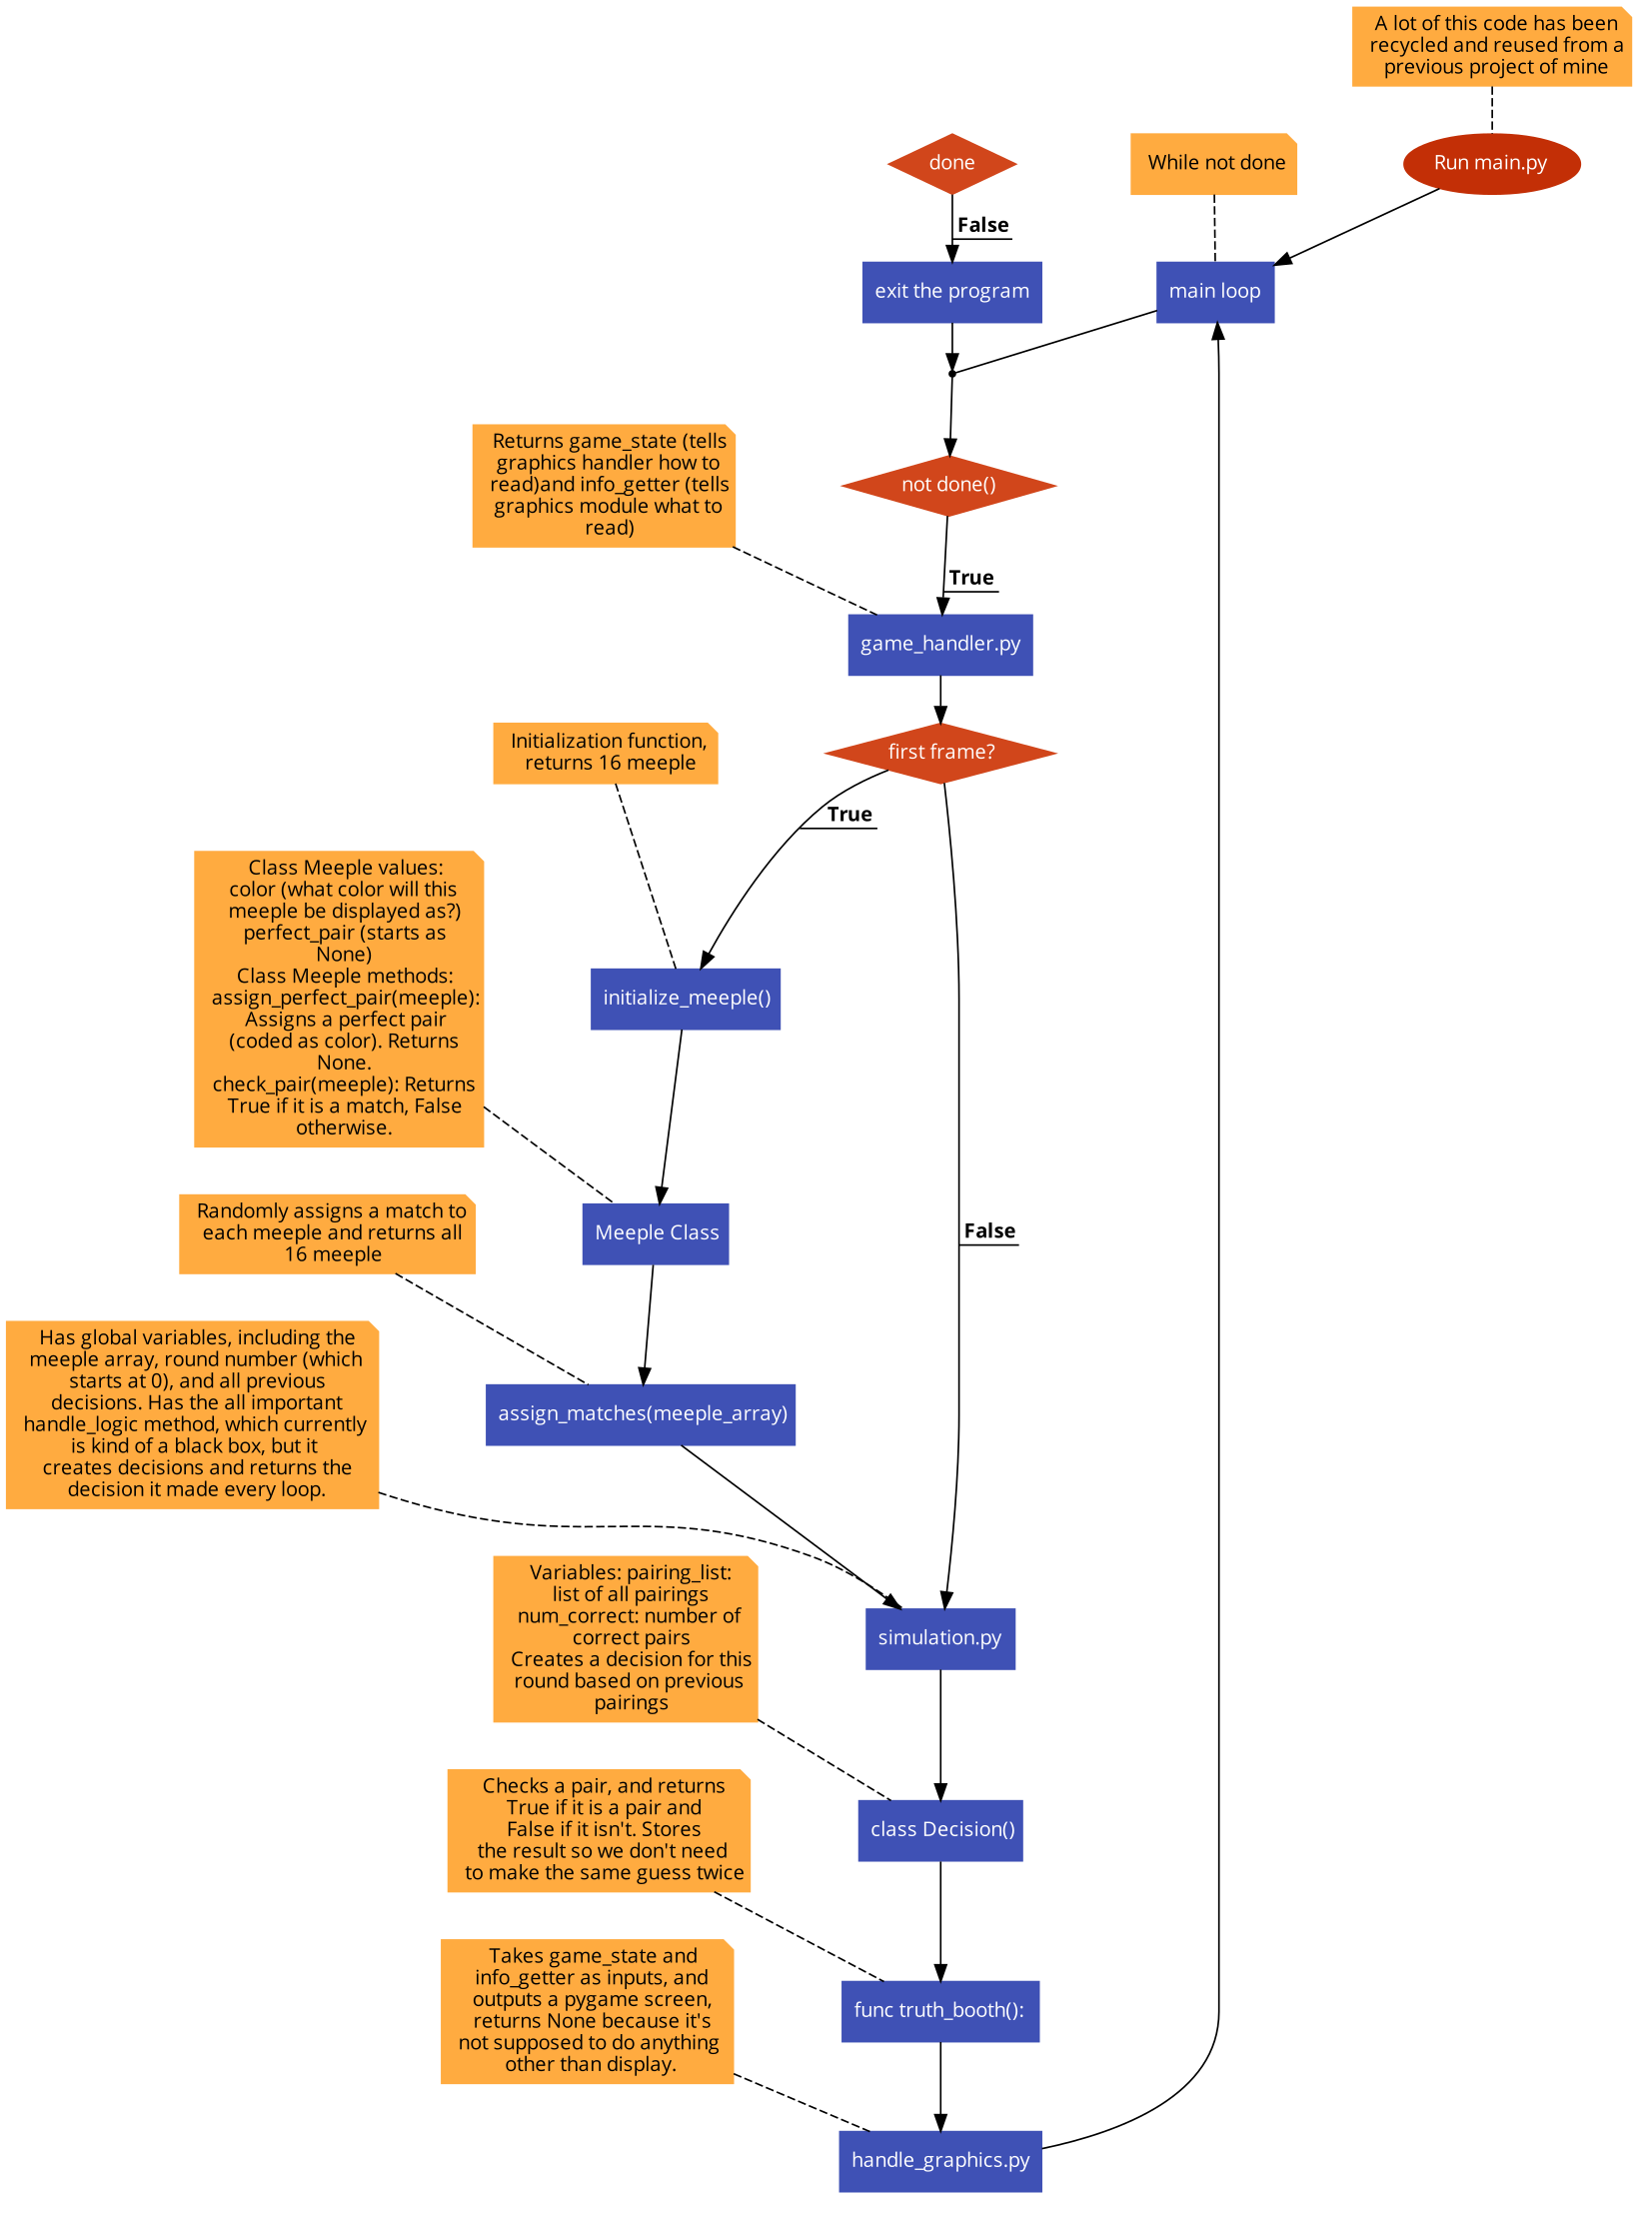 A lot of this code has been
recycled and reused from a
previous project of mine
done
While not done
Run main.py
False
exit the program
main loop
Returns game_state (tells
graphics handler how to
read)and info_getter (tells
graphics module what to
read)
not done()
True
game_handler.py
Initialization function,
returns 16 meeple
first frame?
True
Class Meeple values:
color (what color will this
meeple be displayed as?)
perfect_pair (starts as
None)
Class Meeple methods:
assign_perfect_pair(meeple):
Assigns a perfect pair
(coded as color). Returns
None.
check_pair(meeple): Returns
True if it is a match, False
otherwise.
initialize_meeple()
Randomly assigns a match to
each meeple and returns all
16 meeple
Meeple Class
False
Has global variables, including the
meeple array, round number (which
starts at 0), and all previous
decisions. Has the all important
handle_logic method, which currently
is kind of a black box, but it
creates decisions and returns the
decision it made every loop.
assign_matches(meeple_array)
Variables: pairing_list:
list of all pairings
num_correct: number of
correct pairs
Creates a decision for this
round based on previous
pairings
simulation.py
Checks a pair, and returns
True if it is a pair and
False if it isn't. Stores
the result so we don't need
to make the same guess twice
class Decision()
Takes game_state and
info_getter as inputs, and
outputs a pygame screen,
returns None because it's
not supposed to do anything
other than display.
func truth_booth():
handle_graphics.py